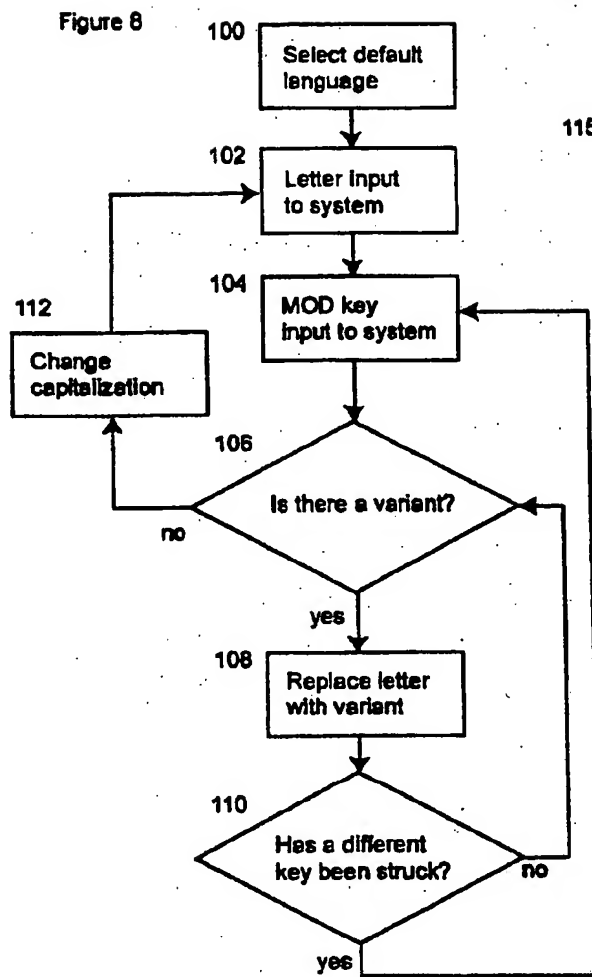 Figure 8
100
Select default
language
115
102
Letter input
to system
104
MOD key
input to system
112
Change
capitalization
106
Is there a variant?
no
yes
108
Replace letter
with variant
110
Has a different
key been struck?
no
yes